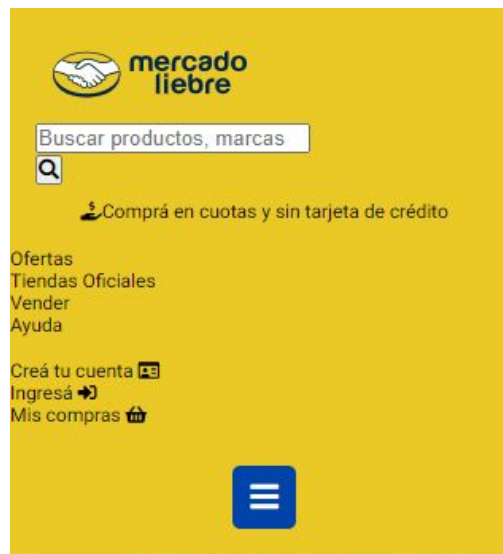 mercado
liebre
Buscar productos, marcas
Comprá en cuotas y sin tarjeta de crédito
Ofertas
Tiendas Oficiales
Vender
Ayuda
Creá tu cuenta
Ingresá
Mis compras